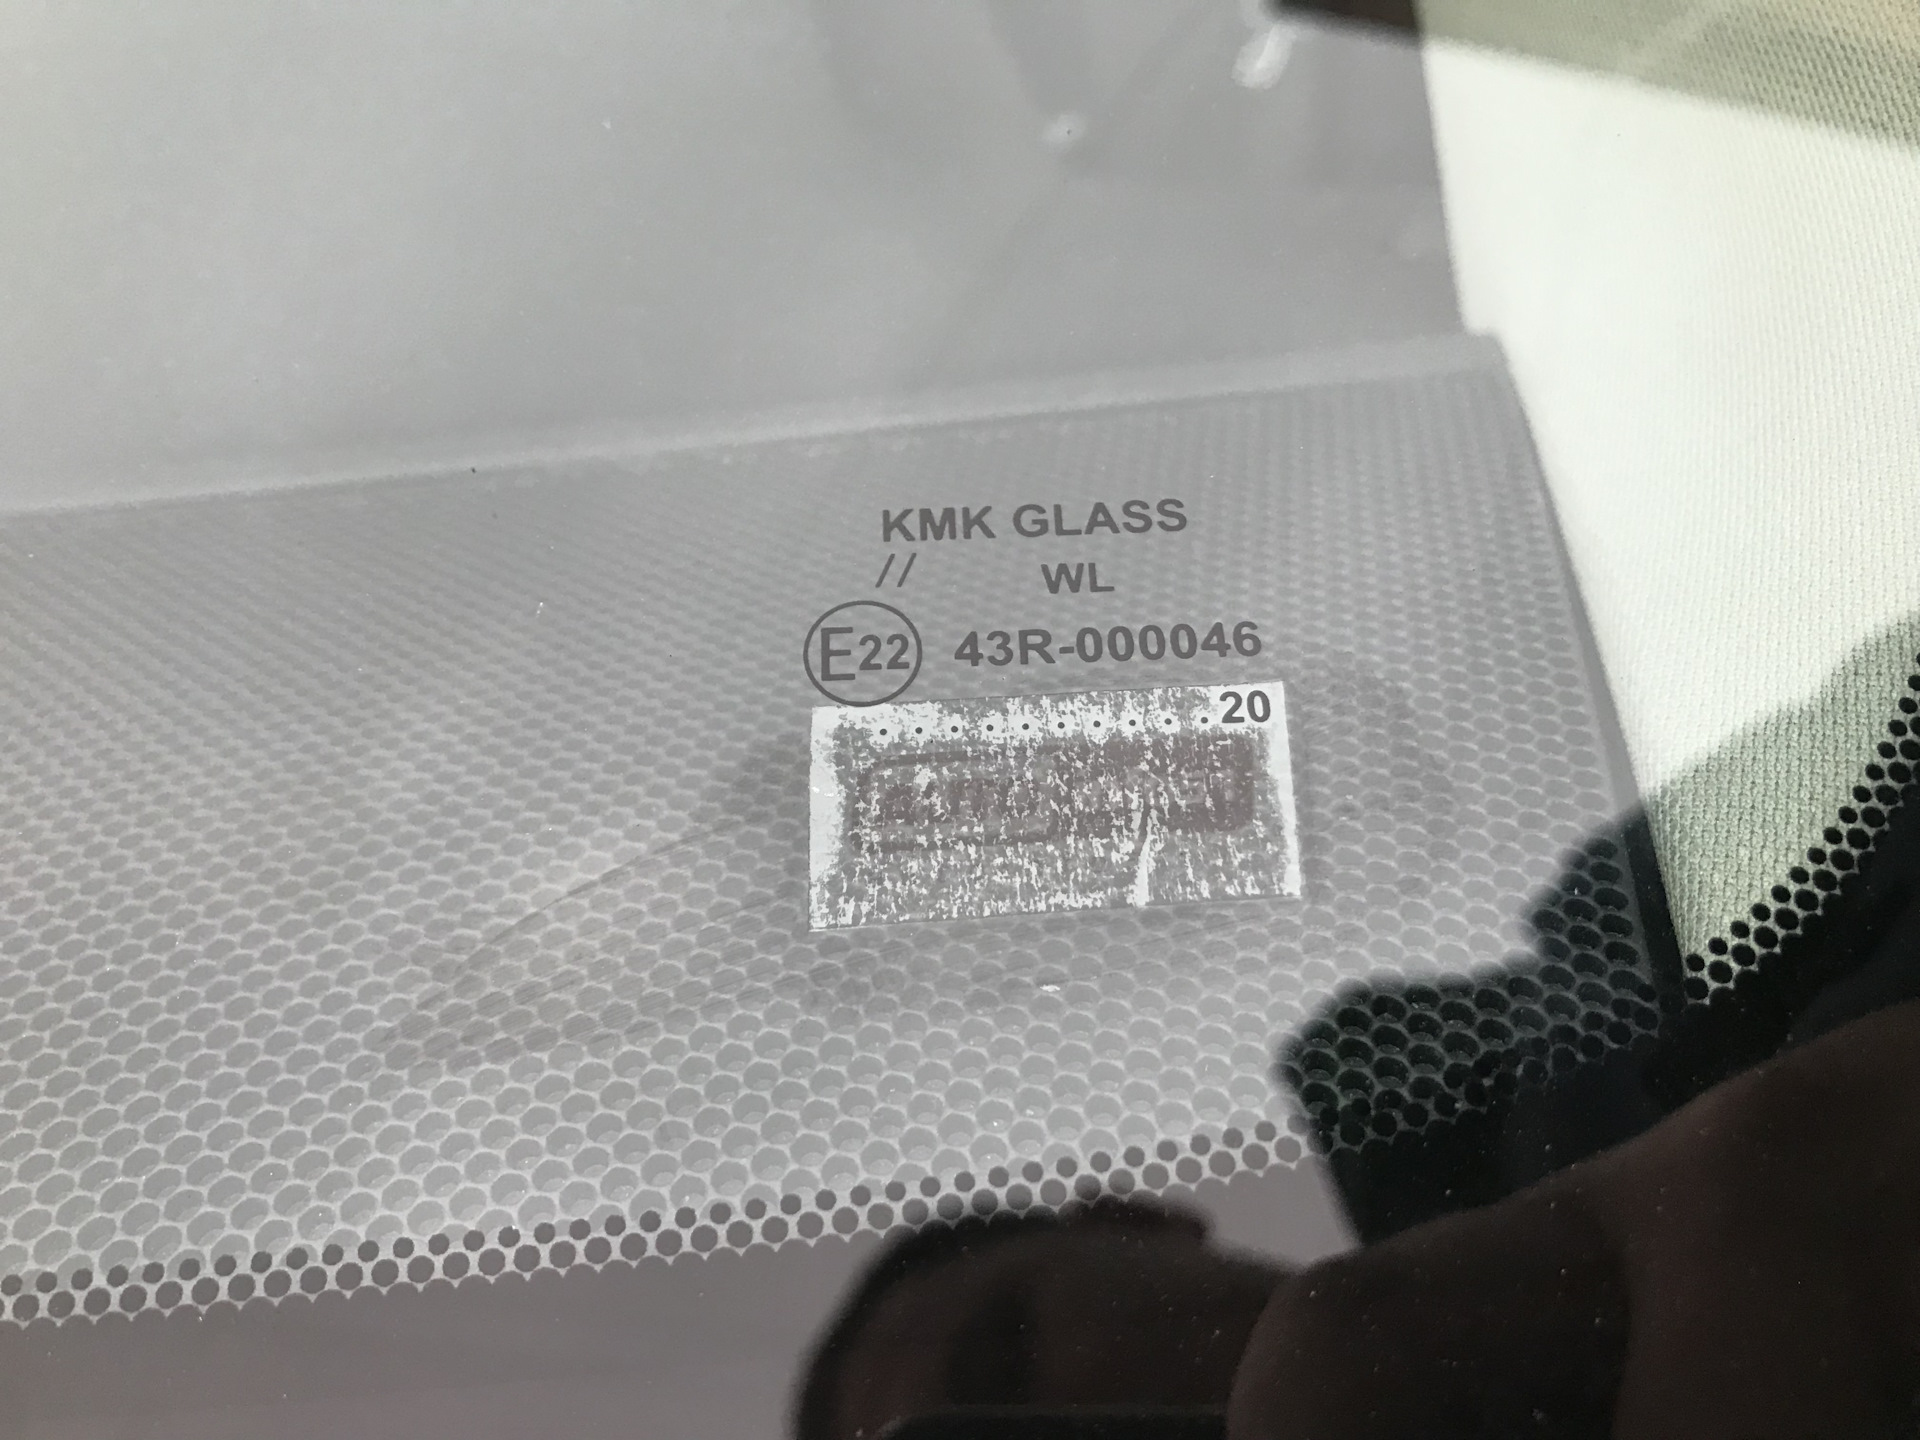 KMK GLASS
// WL
E22 43R-000046
. . . . . . . . . . 20